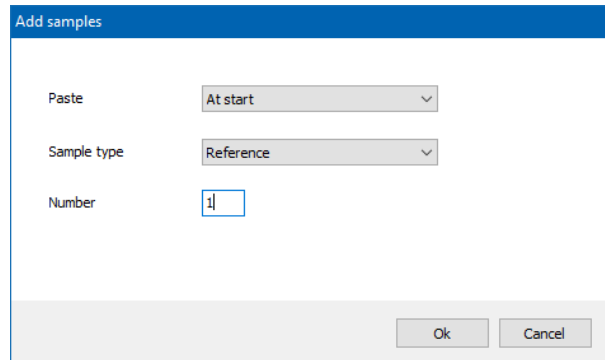 Add samples
Paste At start
Sample type Reference
Number 1
Ok Cancel